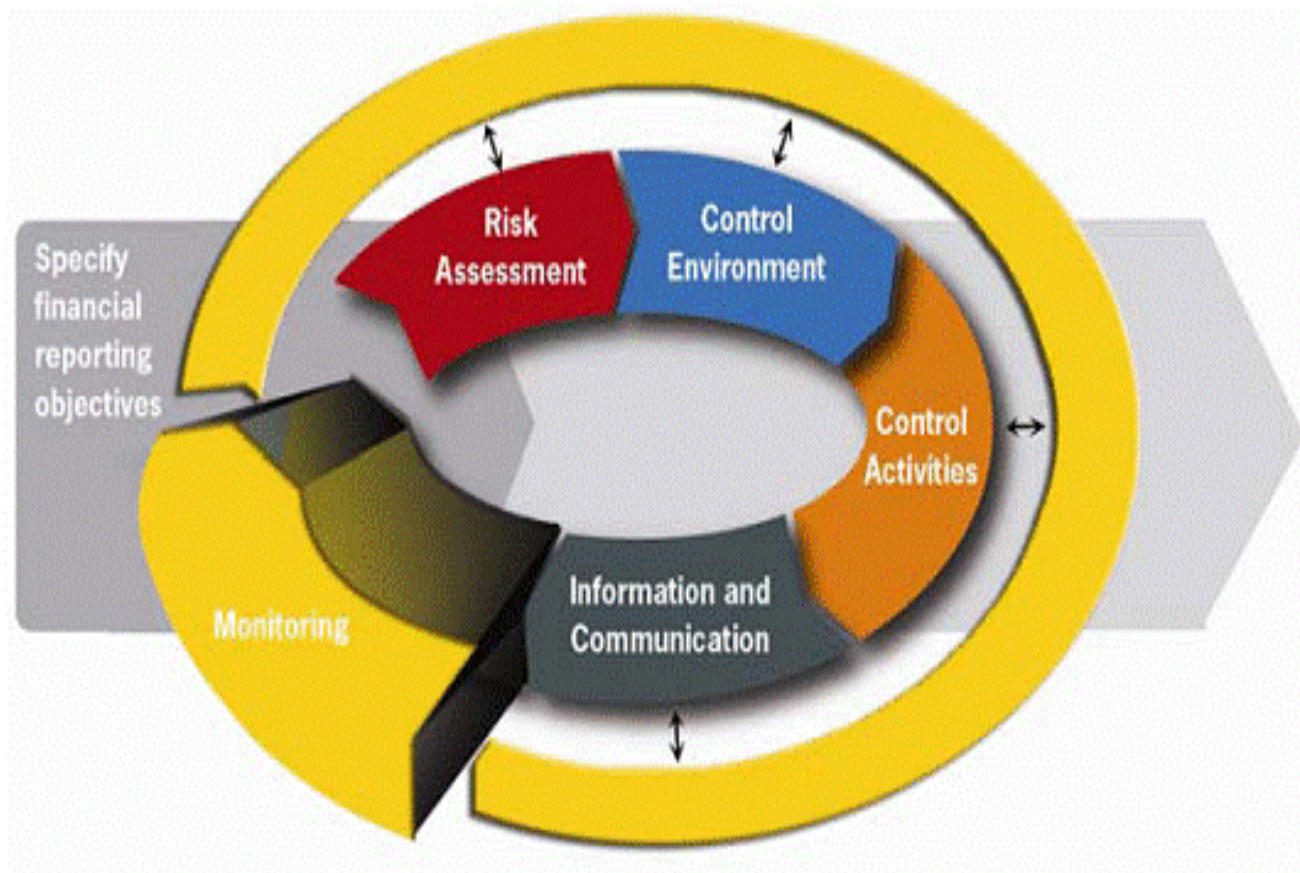 Specify
financial
reporting
objectives
Risk
Assessment
Control
Environment
Control
Activities
Information and
Communication
Monitoring